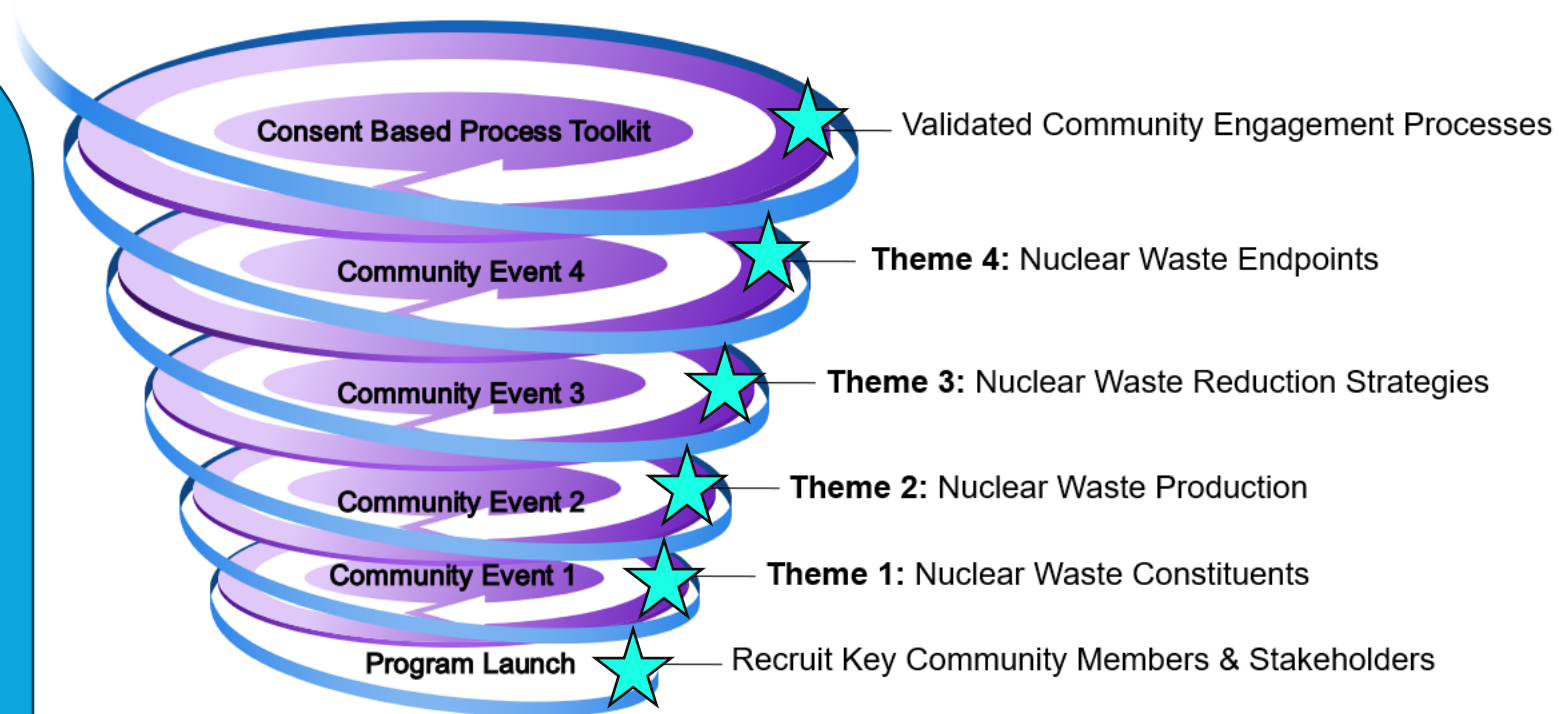 Consent Based Process Toolkit
Validated Community Engagement Processes
Community Event 4
Theme 4: Nuclear Waste Endpoints
Community Event 3
Theme 3: Nuclear Waste Reduction Strategies
Community Event 2
Theme 2: Nuclear Waste Production
Community Event 1
Theme 1: Nuclear Waste Constituents
Program Launch
Recruit Key Community Members & Stakeholders